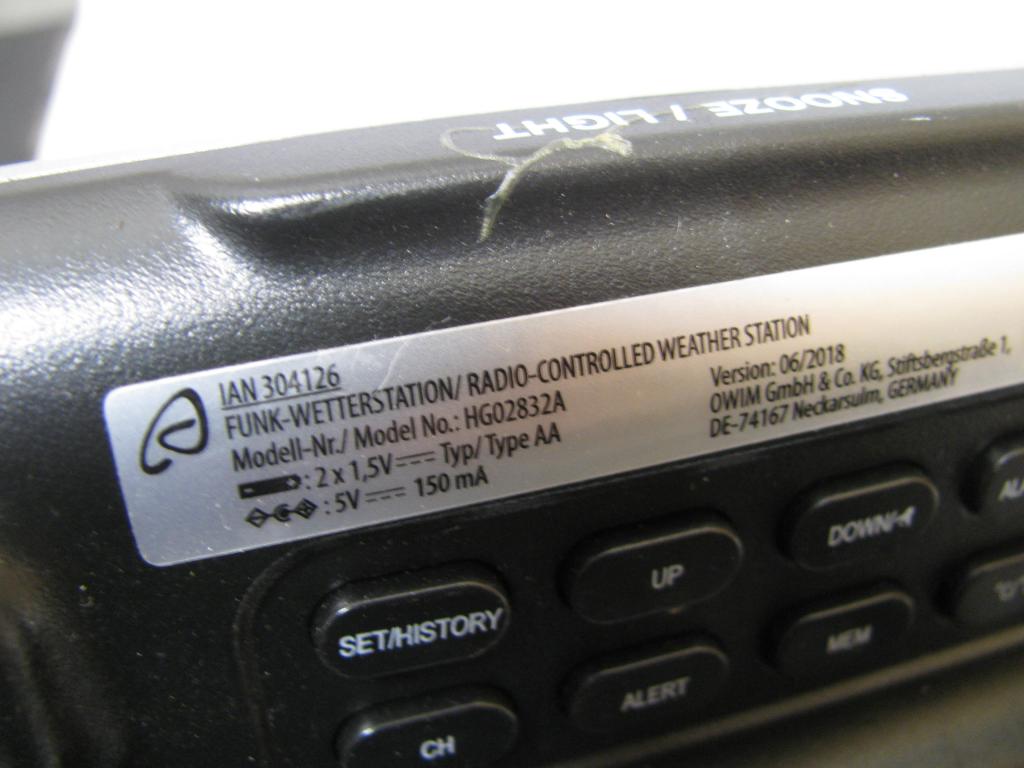 SNOOZE / LIGHT
IAN 304126
FUNK-WETTERSTATION/ RADIO-CONTROLLED WEATHER STATION
Modell-Nr./ Model No.: HG02832A
: 2 x 1,5V⎓ Typ/ Type AA
: 5V ⎓ 150 mA
Version: 06/2018
OWIM GmbH & Co. KG, Stiftsbergstraße 1,
DE-74167 Neckarsulm, GERMANY
SET/HISTORY
UP
DOWN/
CH
ALERT
MEM